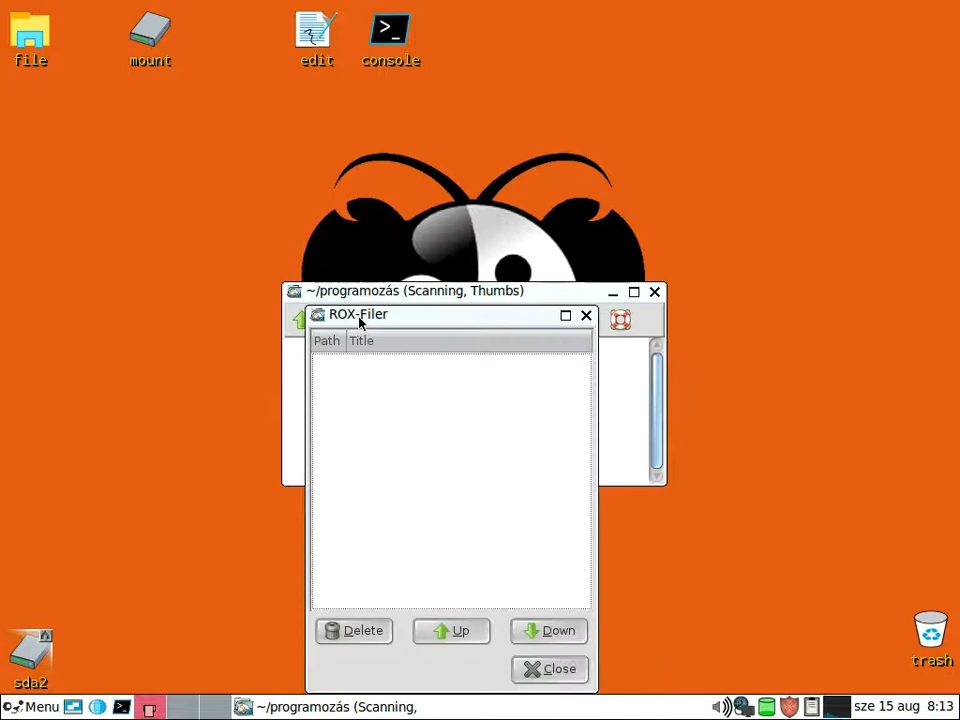 file
mount
edit
console
~/programozás (Scanning, Thumbs)
ROX-Filer
Path
Title
Delete
Up
Down
Close
sda2
trash
Menu
~/programozás (Scanning,
sze 15 aug
8:13